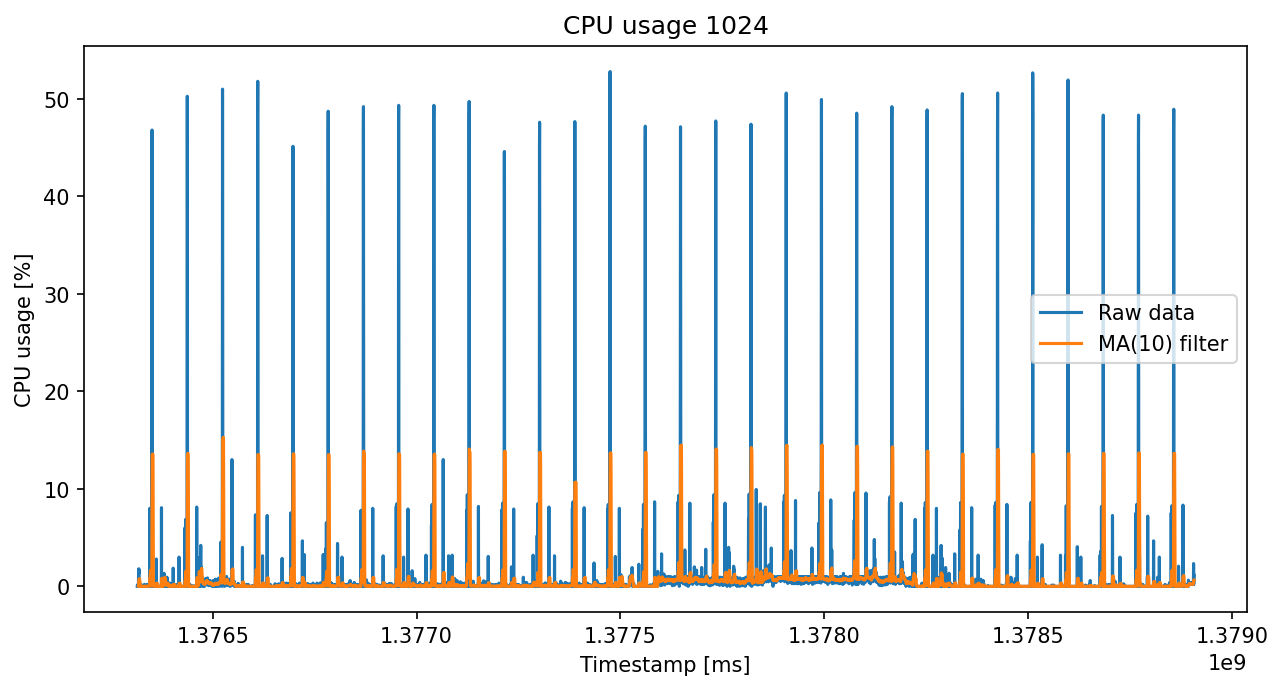 CPU usage 1024
CPU usage [%]
50
40
30
20
10
0
Raw data
MA(10) filter
1.3765
1.3770
1.3775
1.3780
1.3785
1.3790
1e9
Timestamp [ms]